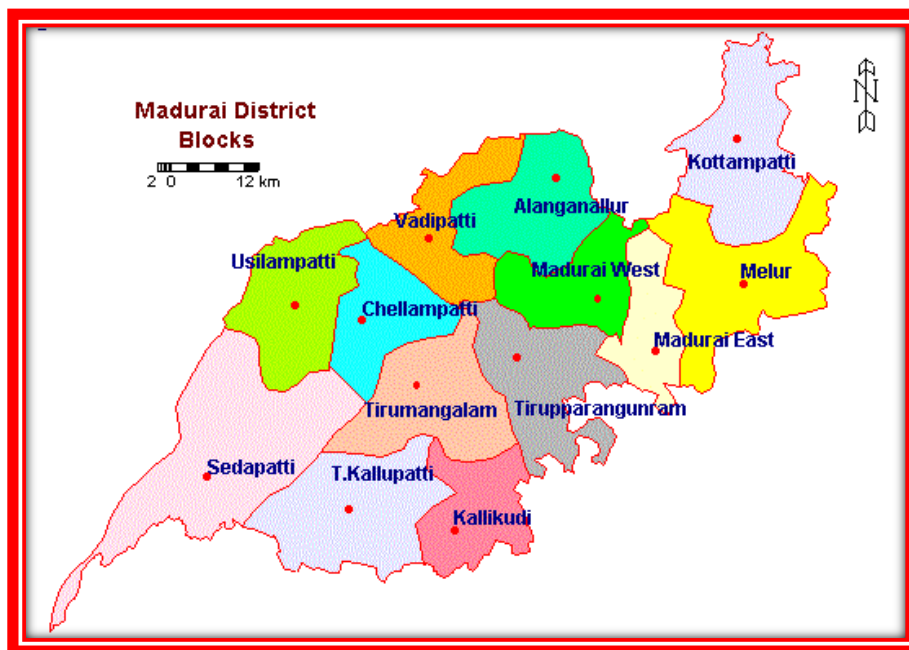 Madurai District
Blocks
2 0 12 km
N
Kottampatti
Alanganallur
Vadipatti
Usilampatti
Madurai West
Melur
Chellampatti
Madurai East
Tirumangalam
Tirupparangunram
Sedapatti
T.Kallupatti
Kallikudi